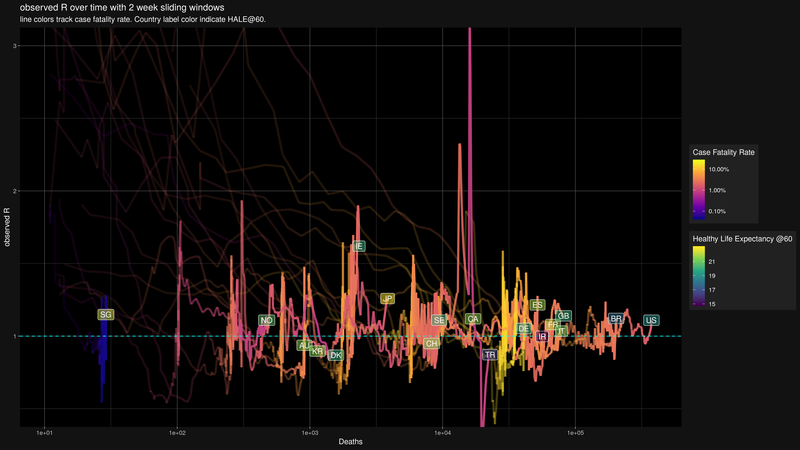 observed R over time with 2 week sliding windows
line colors track case fatality rate. Country label color indicate HALE@60.
3
2
1
observed R
IE
JP
SG
NO
SE
CA
ES
GB
BR
US
DE
IR
IT
AU
KR
DK
CH
TR
1e+01
1e+02
1e+03
1e+04
1e+05
Deaths
Case Fatality Rate
10.00%
1.00%
0.10%
Healthy Life Expectancy @60
21
19
17
15